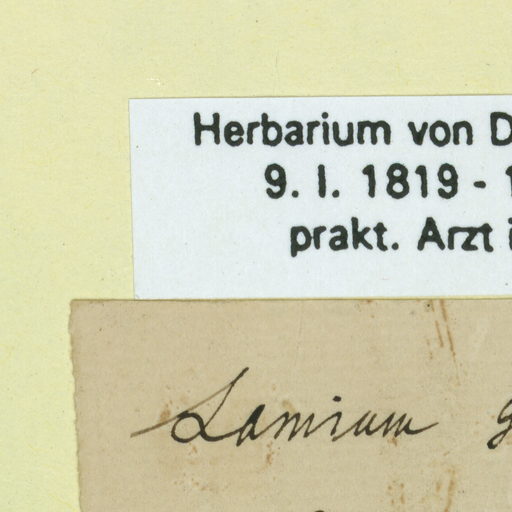 Herbarium von D
9. I. 1819 - 1
prakt. Arzt i
Lamium g